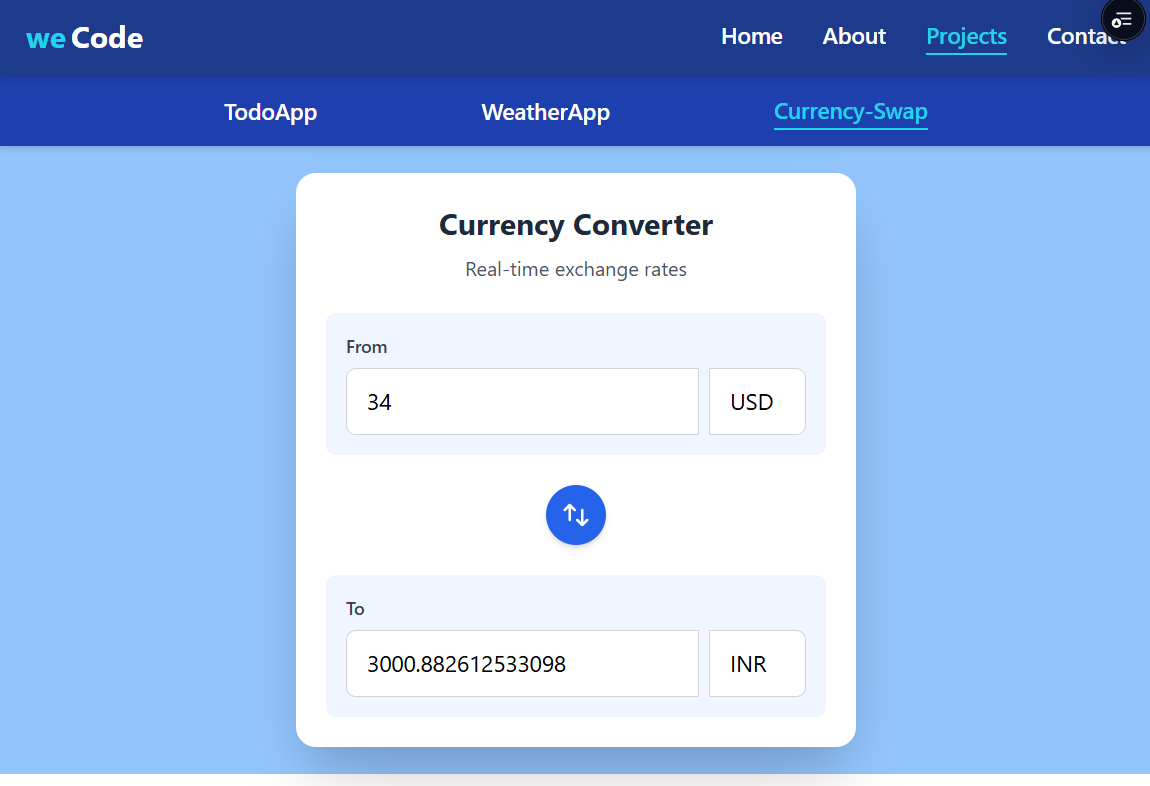 we Code
Home About Projects Contact
TodoApp WeatherApp Currency-Swap
Currency Converter
Real-time exchange rates
From
34 USD
To
3000.882612533098 INR